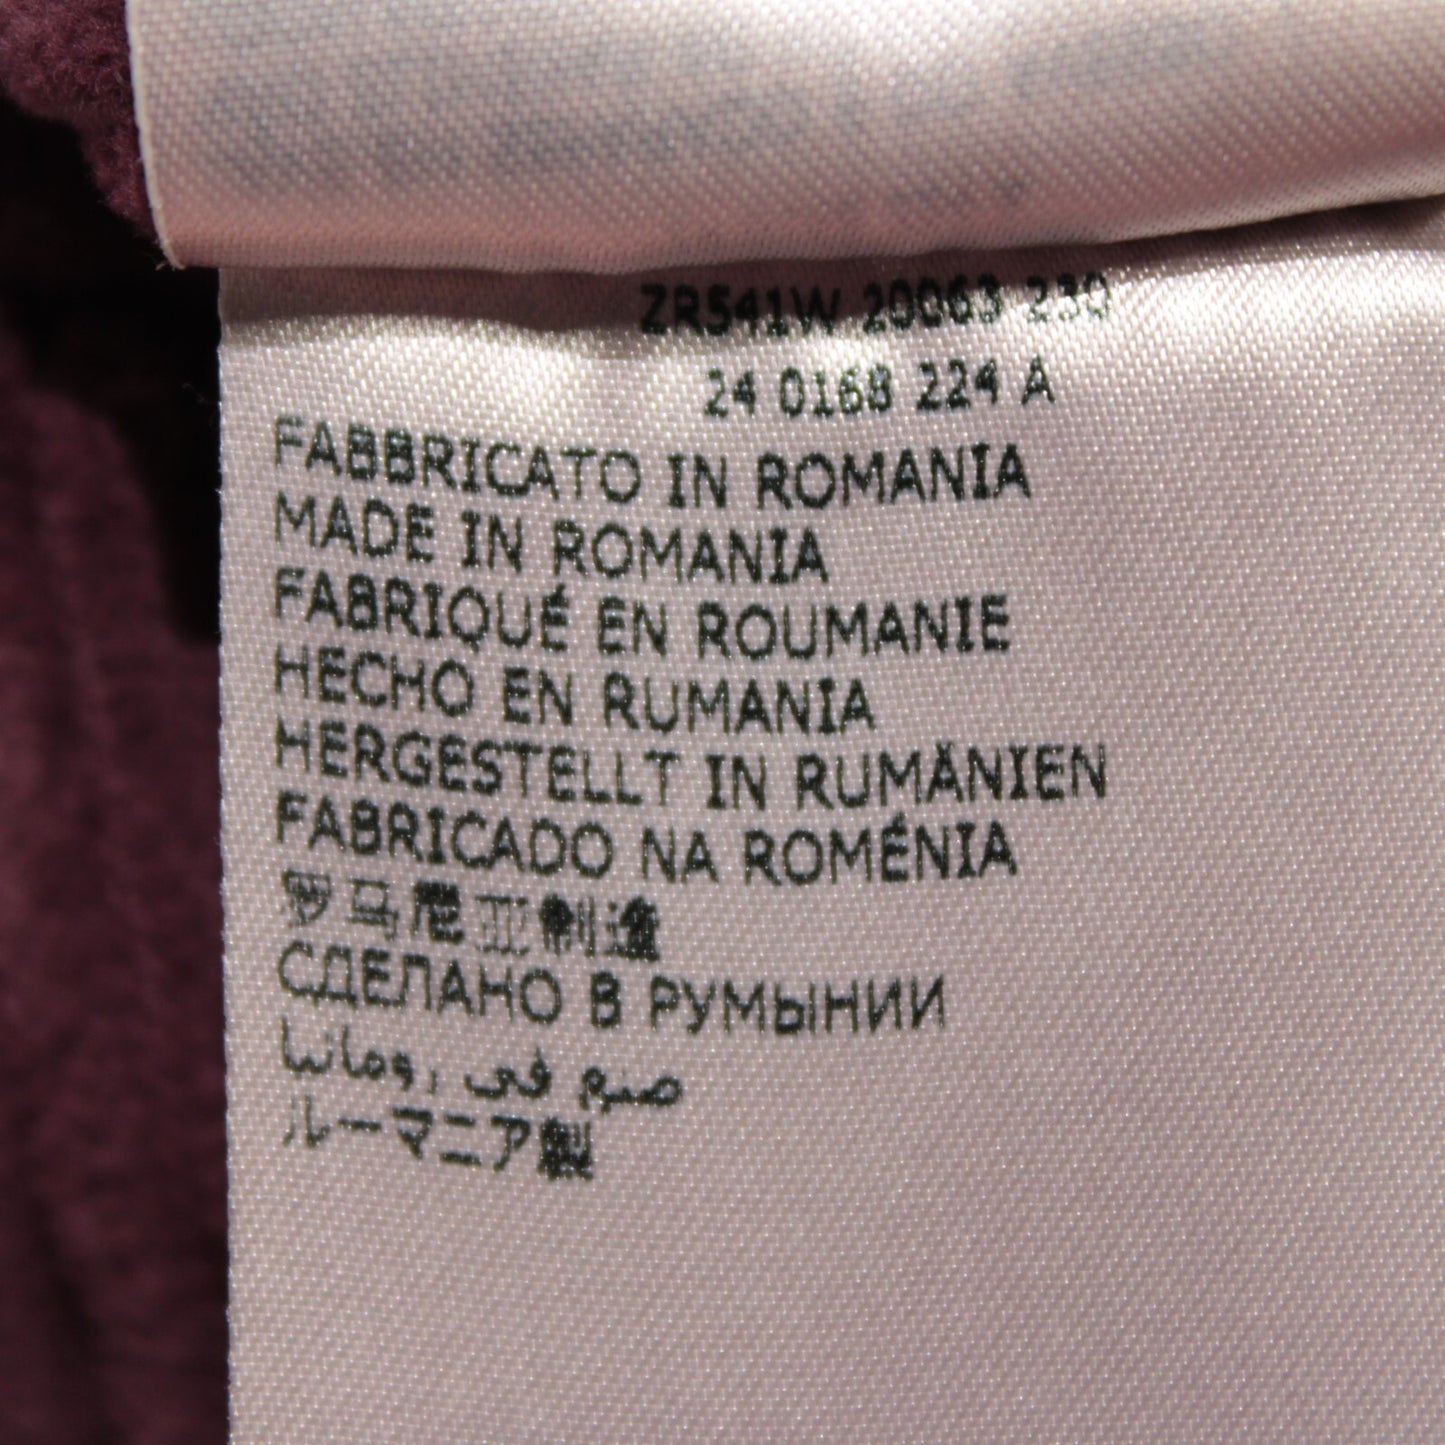 ZR541W 20063 230
24 0168 224 A
FABBRICATO IN ROMANIA
MADE IN ROMANIA
FABRIQUÉ EN ROUMANIE
HECHO EN RUMANIA
HERGESTELLT IN RUMÄNIEN
FABRICADO NA ROMÉNIA
罗马尼亚制造
СДЕЛАНО В РУМЫНИИ
صنع في رومانيا
ルーマニア製